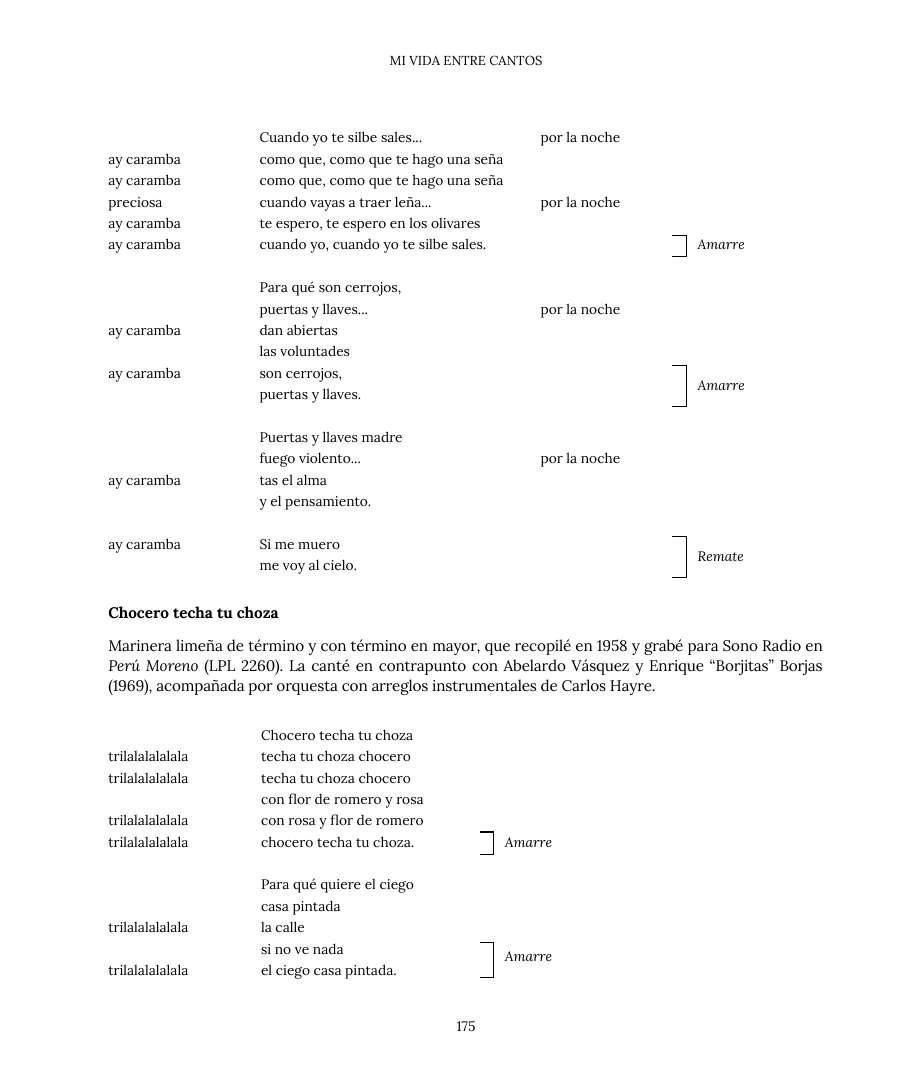 MI VIDA ENTRE CANTOS
Cuando yo te silbe sales... por la noche
ay caramba como que, como que te hago una seña
ay caramba como que, como que te hago una seña
preciosa cuando vayas a traer leña... por la noche
ay caramba te espero, te espero en los olivares
ay caramba cuando yo, cuando yo te silbe sales. Amarre
Para qué son cerrojos,
puertas y llaves... por la noche
ay caramba dan abiertas
las voluntades
ay caramba son cerrojos,
puertas y llaves. Amarre
Puertas y llaves madre
fuego violento... por la noche
ay caramba tas el alma
y el pensamiento.
ay caramba Si me muero
me voy al cielo. Remate
Chocero techa tu choza
Marinera limeña de término y con término en mayor, que recopilé en 1958 y grabé para Sono Radio en
Perú Moreno (LPL 2260). La canté en contrapunto con Abelardo Vásquez y Enrique “Borjitas” Borjas
(1969), acompañada por orquesta con arreglos instrumentales de Carlos Hayre.
Chocero techa tu choza
trilalalalalala techa tu choza chocero
trilalalalalala techa tu choza chocero
con flor de romero y rosa
trilalalalalala con rosa y flor de romero
trilalalalalala chocero techa tu choza. Amarre
Para qué quiere el ciego
casa pintada
trilalalalalala la calle
si no ve nada Amarre
trilalalalalala el ciego casa pintada.
175